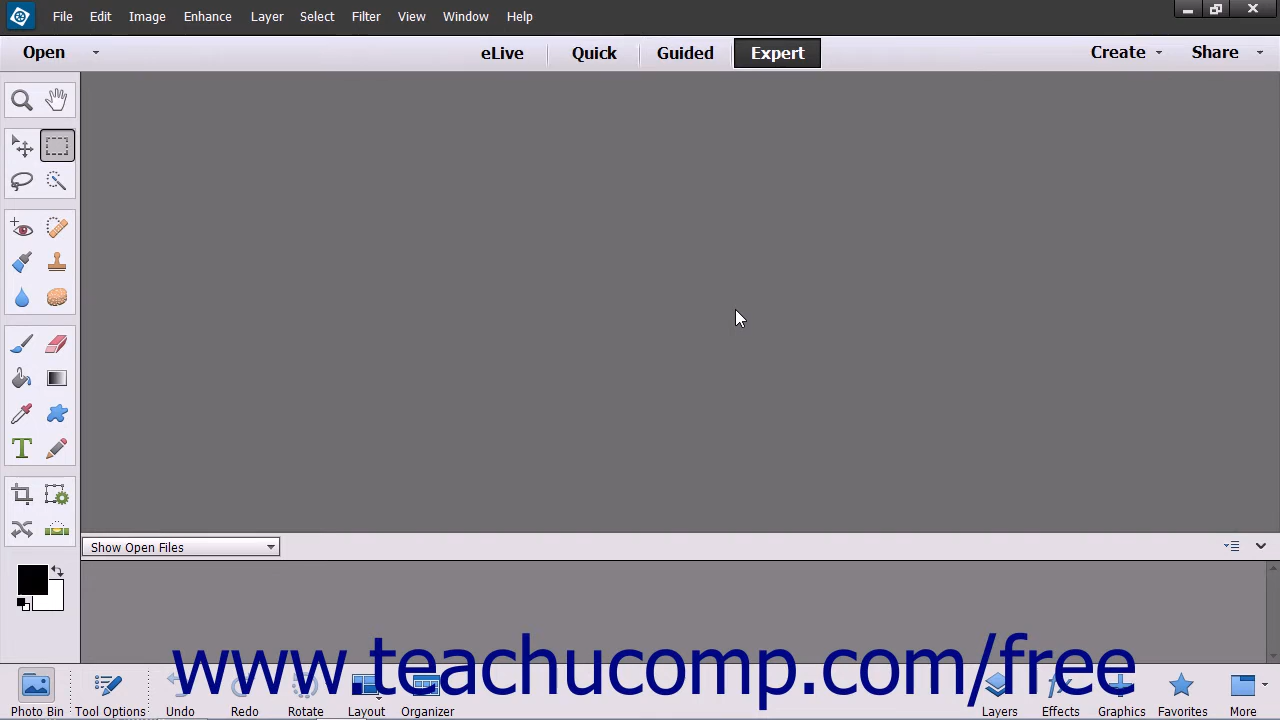 File Edit Image Enhance Layer Select Filter View Window Help
Open eLive Quick Guided Expert Create Share
T
Show Open Files
www.teachucomp.com/free
Photo Bin Tool Options Undo Redo Rotate Layout Organizer Layers Effects Graphics Favorites More